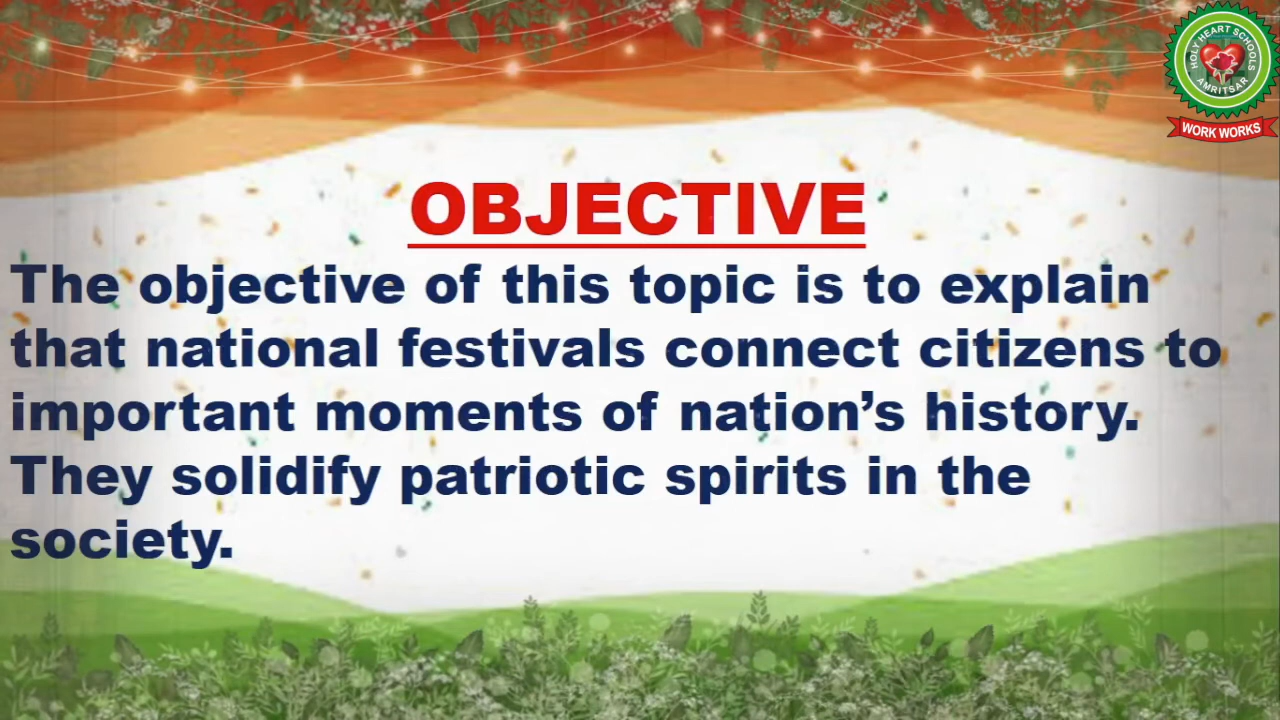 HOLY HEART SCHOOLS
AMRITSAR
WORK WORKS
OBJECTIVE
The objective of this topic is to explain
that national festivals connect citizens to
important moments of nation’s history.
They solidify patriotic spirits in the
society.